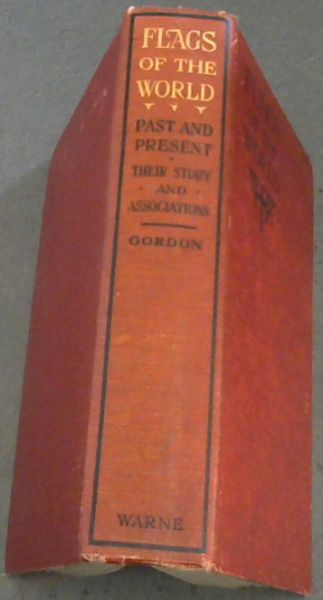 FLAGS
OF THE
WORLD
PAST AND
PRESENT
THEIR STORY
· AND ·
ASSOCIATIONS
GORDON
WARNE